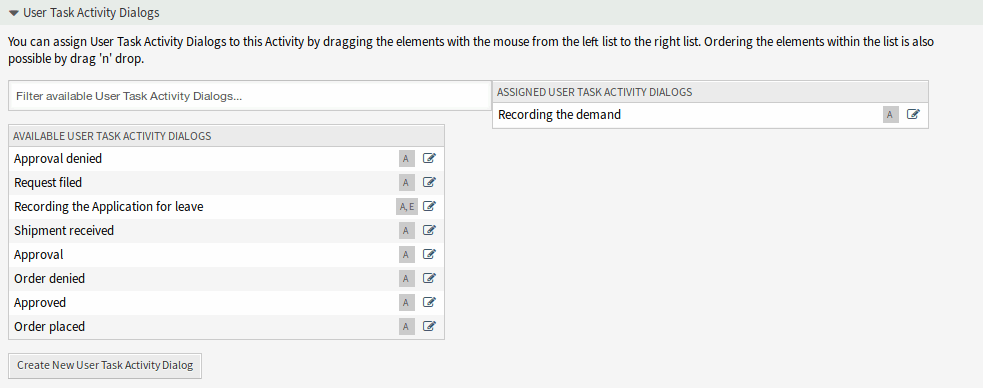 User Task Activity Dialogs
You can assign User Task Activity Dialogs to this Activity by dragging the elements with the mouse from the left list to the right list. Ordering the elements within the list is also
possible by drag 'n' drop.
Filter available User Task Activity Dialogs...
ASSIGNED USER TASK ACTIVITY DIALOGS
Recording the demand A
AVAILABLE USER TASK ACTIVITY DIALOGS
Approval denied A
Request filed A
Recording the Application for leave A, E
Shipment received A
Approval A
Order denied A
Approved A
Order placed A
Create New User Task Activity Dialog